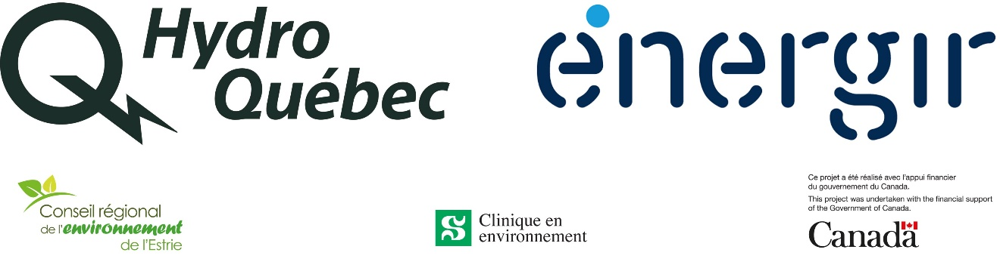 Hydro
Québec
énergir
Conseil régional
de l'environnement
de l'Estrie
Clinique en
environnement
Ce projet a été réalisé avec l'appui financier
du gouvernement du Canada.
This project was undertaken with the financial support
of the Government of Canada.
Canada